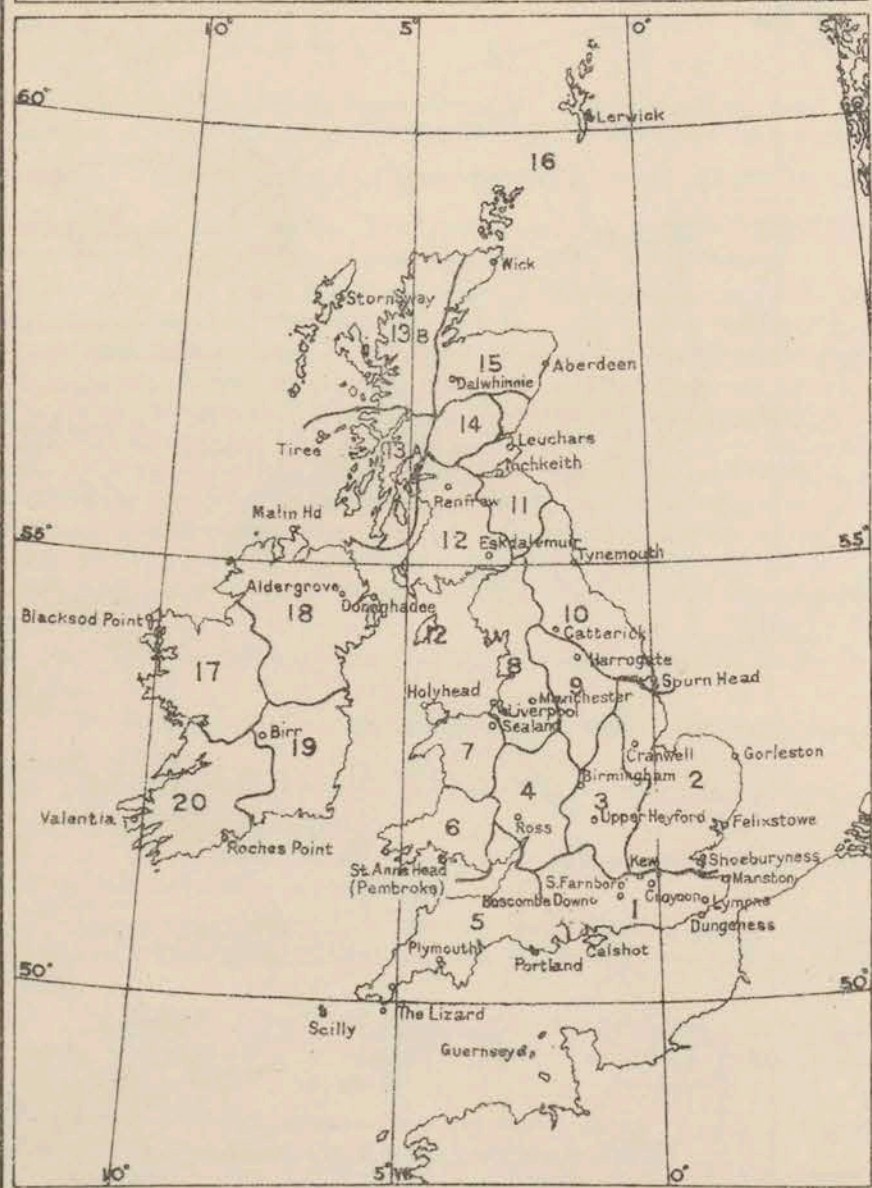 10°
5°
0°
60°
60
Lerwick
16
Wick
Stornoway
13 B
15
Aberdeen
Dalwhinnie
14
Tiree
13 A
Leuchars
Inchkeith
Renfrew
11
Malin Hd
55°
12
Eskdalemuir
Tynemouth
55°
Aldergrove
18
Donaghadee
10
Blacksod Point
12
Catterick
Harrogate
17
8
9
Spurn Head
Holyhead
Manchester
Liverpool
Sealand
Birr
19
7
Cranwell
Gorleston
Birmingham
2
20
4
3
Valentia
Ross
Upper Heyford
Felixstowe
6
Roches Point
St. Anns Head
(Pembroke)
Kew
Shoeburyness
S. Farnboro'
Manston
Boscombe Down
Croydon
Lympne
1
Dungeness
5
Plymouth
Portland
Calshot
50°
50°
Scilly
The Lizard
Guernsey
10°
5°W
0°